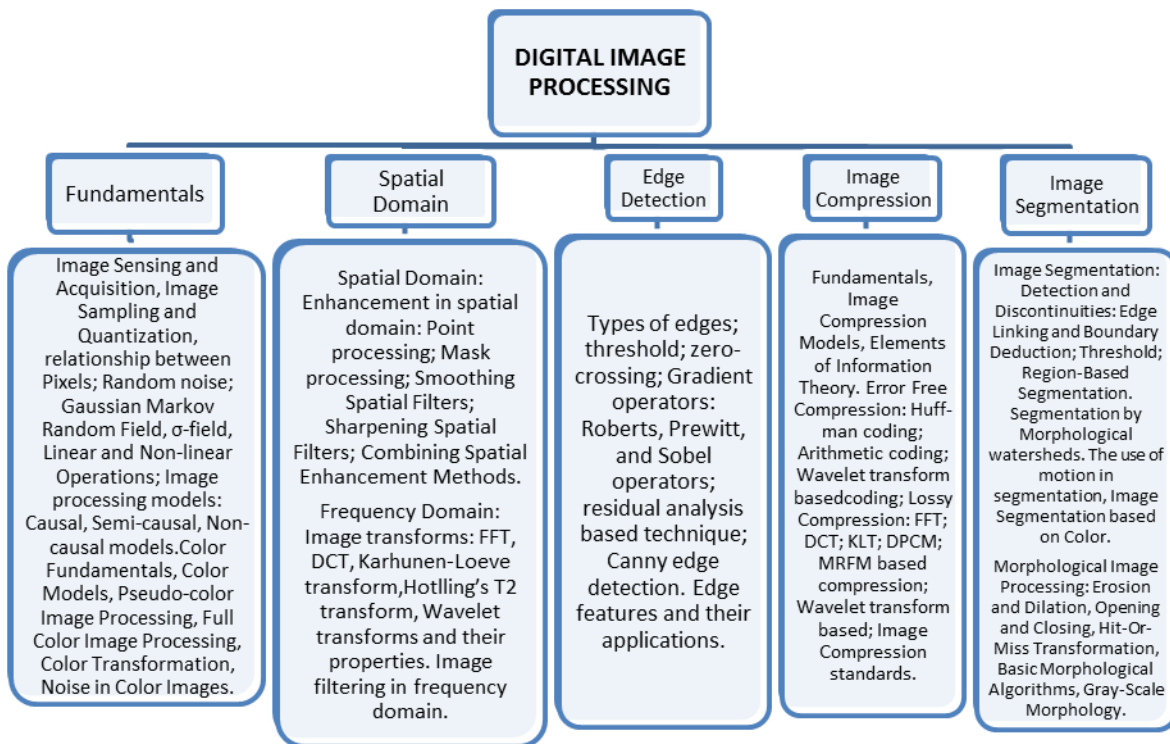 DIGITAL IMAGE
PROCESSING
Fundamentals
Image Sensing and
Acquisition, Image
Sampling and
Quantization,
relationship between
Pixels; Random noise;
Gaussian Markov
Random Field, σ-field,
Linear and Non-linear
Operations; Image
processing models:
Causal, Semi-causal, Non-
causal models.Color
Fundamentals, Color
Models, Pseudo-color
Image Processing, Full
Color Image Processing,
Color Transformation,
Noise in Color Images.
Spatial
Domain
Spatial Domain:
Enhancement in spatial
domain: Point
processing; Mask
processing; Smoothing
Spatial Filters;
Sharpening Spatial
Filters; Combining Spatial
Enhancement Methods.
Frequency Domain:
Image transforms: FFT,
DCT, Karhunen-Loeve
transform,Hotlling's T2
transform, Wavelet
transforms and their
properties. Image
filtering in frequency
domain.
Edge
Detection
Types of edges;
threshold; zero-
crossing; Gradient
operators:
Roberts, Prewitt,
and Sobel
operators;
residual analysis
based technique;
Canny edge
detection. Edge
features and their
applications.
Image
Compression
Fundamentals,
Image
Compression
Models, Elements
of Information
Theory. Error Free
Compression: Huff-
man coding;
Arithmetic coding;
Wavelet transform
basedcoding; Lossy
Compression: FFT;
DCT; KLT; DPCM;
MRFM based
compression;
Wavelet transform
based; Image
Compression
standards.
Image
Segmentation
Image Segmentation:
Detection and
Discontinuities: Edge
Linking and Boundary
Deduction; Threshold;
Region-Based
Segmentation.
Segmentation by
Morphological
watersheds. The use of
motion in
segmentation, Image
Segmentation based
on Color.
Morphological Image
Processing: Erosion
and Dilation, Opening
and Closing, Hit-Or-
Miss Transformation,
Basic Morphological
Algorithms, Gray-Scale
Morphology.